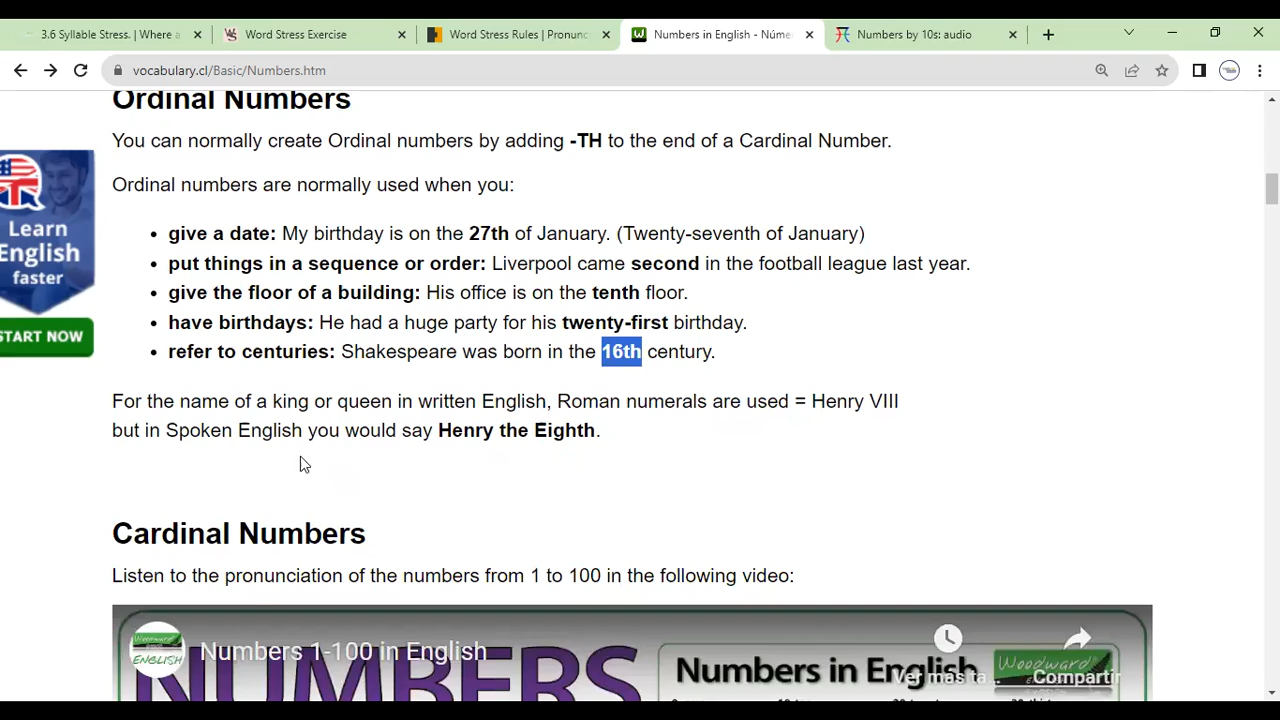 3.6 Syllable Stress. | Where a
Word Stress Exercise
Word Stress Rules | Pronunc
Numbers in English - Núme
Numbers by 10s: audio
vocabulary.cl/Basic/Numbers.htm
Ordinal Numbers
You can normally create Ordinal numbers by adding -TH to the end of a Cardinal Number.
Ordinal numbers are normally used when you:
• give a date: My birthday is on the 27th of January. (Twenty-seventh of January)
• put things in a sequence or order: Liverpool came second in the football league last year.
• give the floor of a building: His office is on the tenth floor.
• have birthdays: He had a huge party for his twenty-first birthday.
• refer to centuries: Shakespeare was born in the 16th century.
For the name of a king or queen in written English, Roman numerals are used = Henry VIII
but in Spoken English you would say Henry the Eighth.
Learn
English
faster
START NOW
Cardinal Numbers
Listen to the pronunciation of the numbers from 1 to 100 in the following video:
Woodward
ENGLISH
Numbers 1-100 in English
NUMBERS
Numbers in English
Woodward
Ver más ta...
Compartir